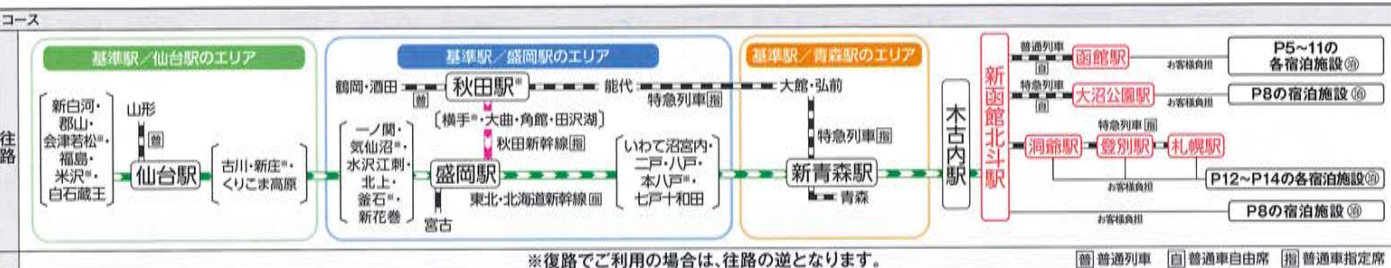 コース
往路
基準駅／仙台駅のエリア
新白河・
郡山・
会津若松※・
福島・
米沢※・
白石蔵王
山形
普
仙台駅
古川・新庄※・
くりこま高原
基準駅／盛岡駅のエリア
鶴岡・酒田
普
秋田駅※
能代
特急列車指
〔横手※・大曲・角館・田沢湖〕
秋田新幹線指
一ノ関・
気仙沼※・
水沢江刺・
北上・
釜石※・
新花巻
盛岡駅
宮古
東北・北海道新幹線指
いわて沼宮内・
二戸・八戸・
本八戸※・
七戸十和田
基準駅／青森駅のエリア
大館・弘前
特急列車指
新青森駅
青森
木古内駅
新函館北斗駅
普通列車
自
函館駅
お客様負担
P5~11の
各宿泊施設泊
特急列車
自
大沼公園駅
お客様負担
P8の宿泊施設泊
特急列車指
洞爺駅
登別駅
札幌駅
お客様負担
P12~P14の各宿泊施設泊
お客様負担
P8の宿泊施設泊
※復路でご利用の場合は、往路の逆となります。
普 普通列車 自 普通車自由席 指 普通車指定席